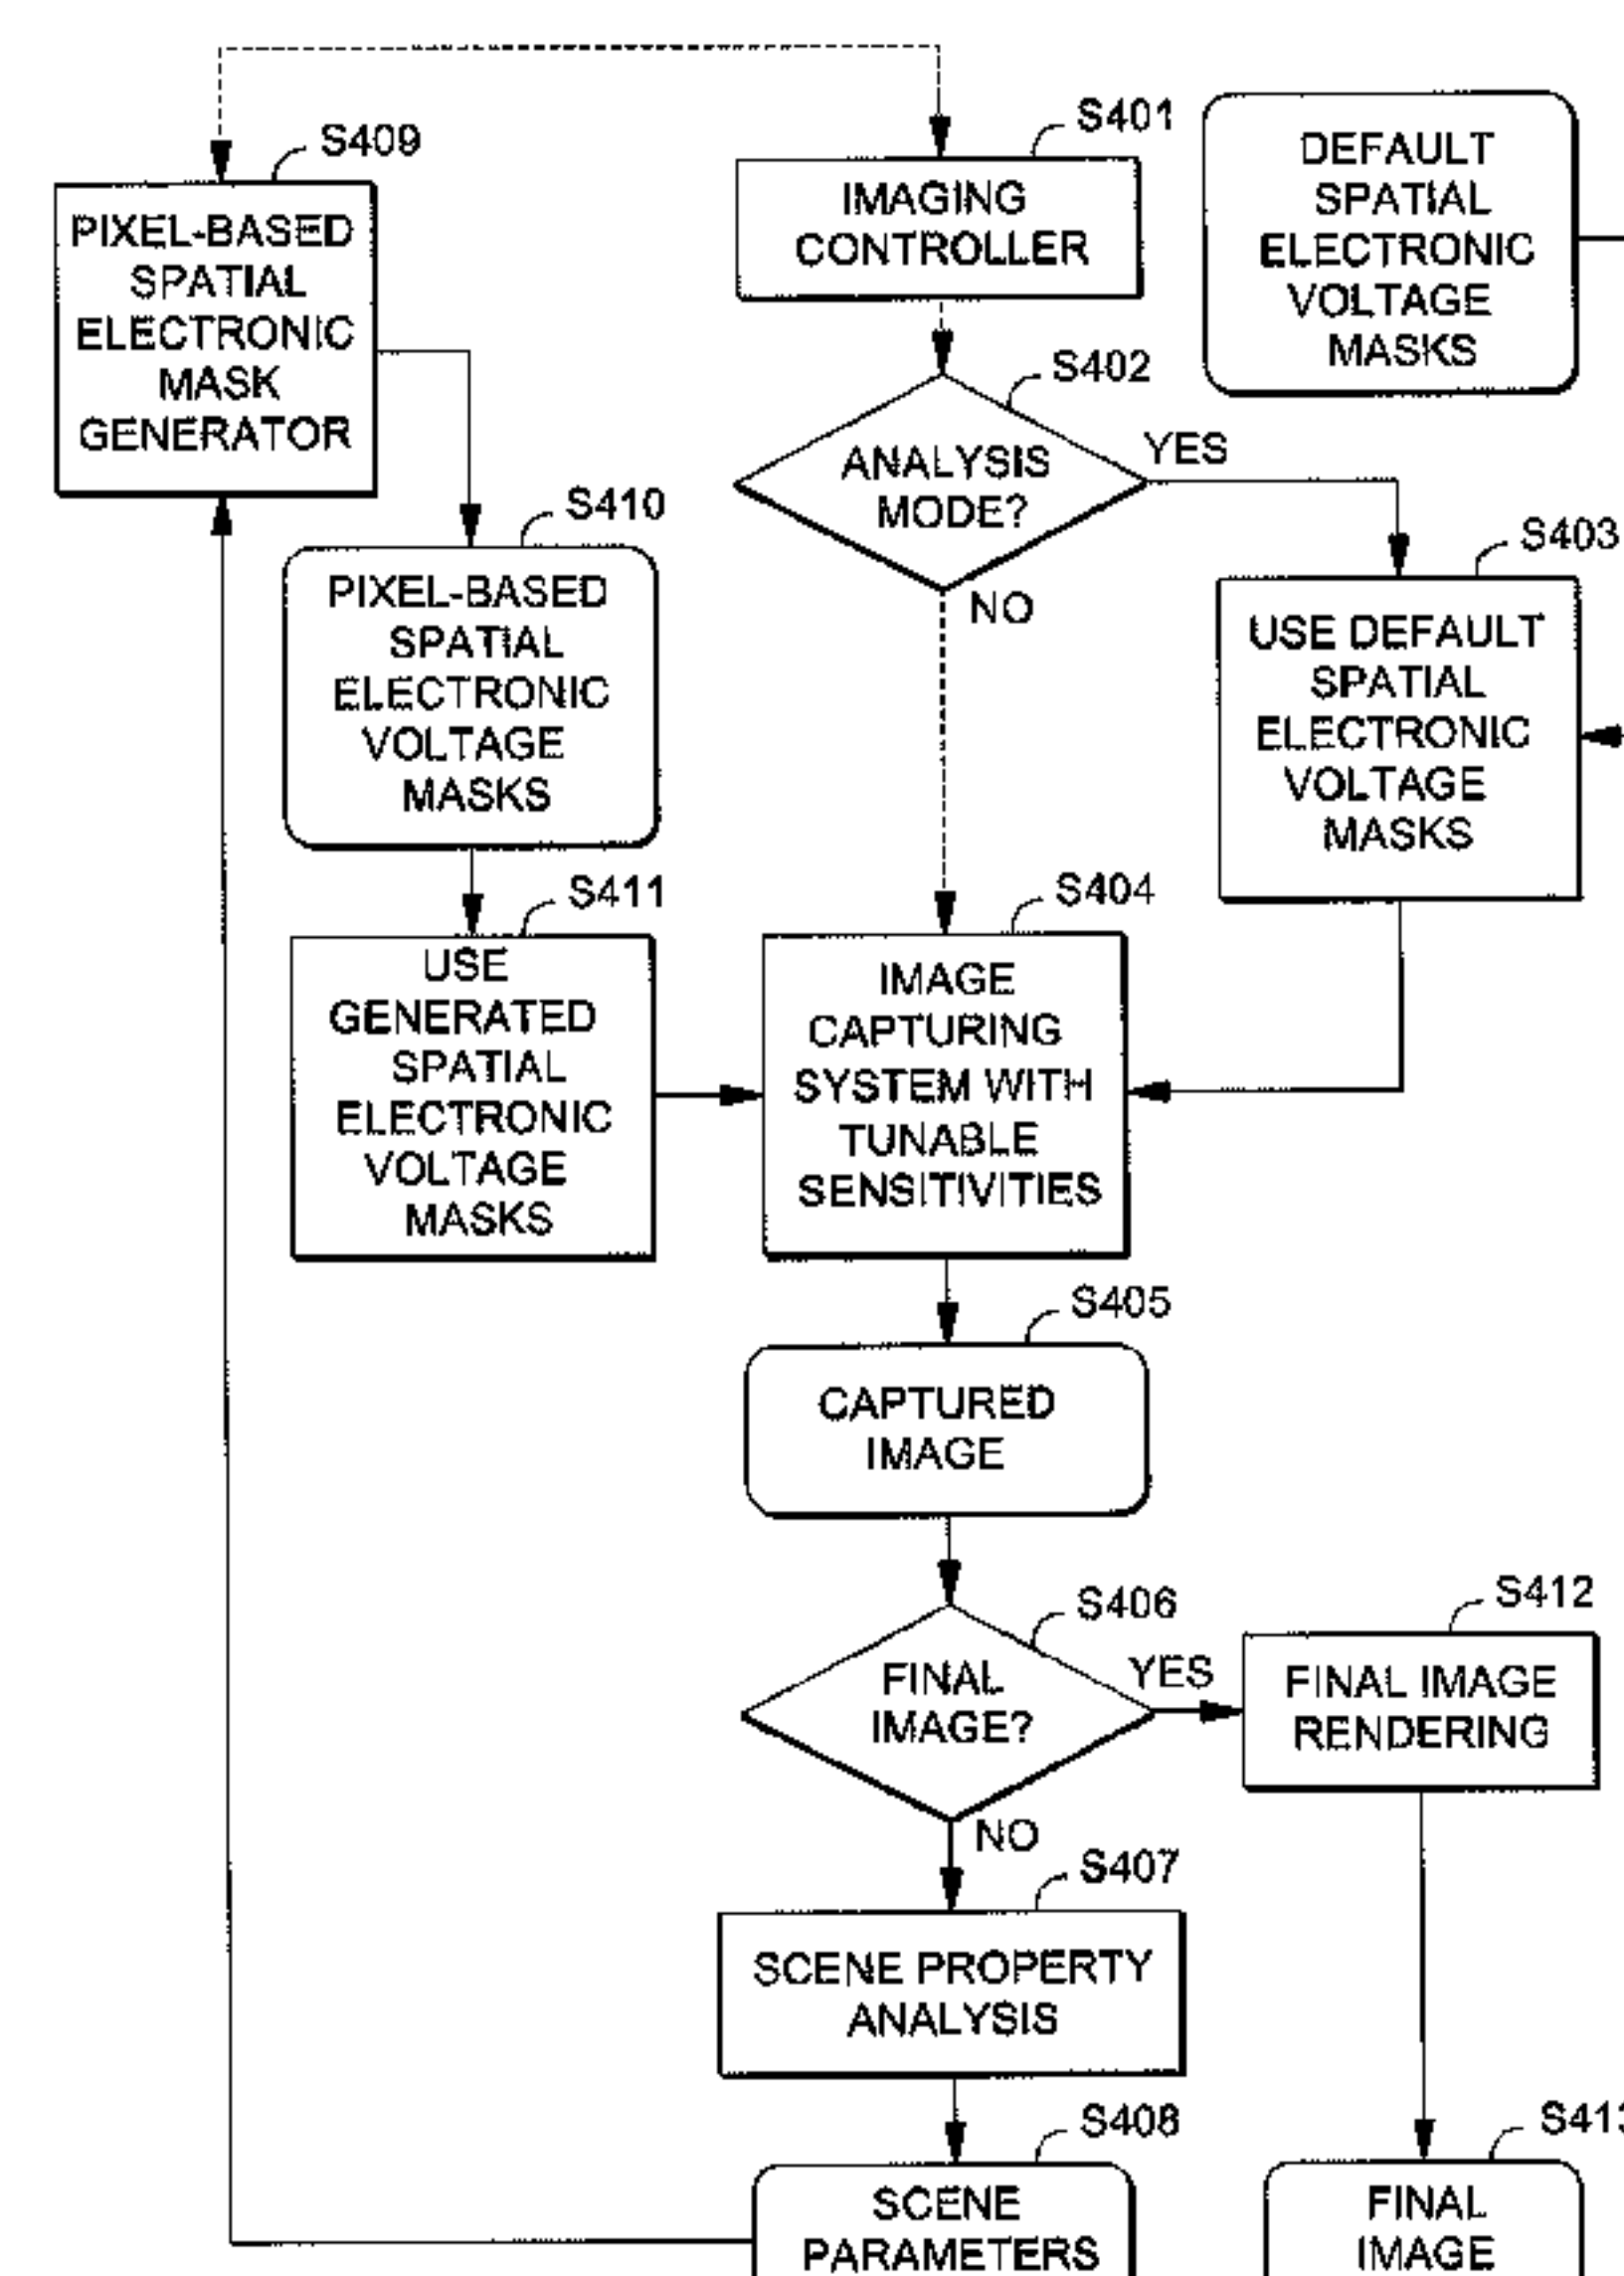 S401
IMAGING
CONTROLLER
DEFAULT
SPATIAL
ELECTRONIC
VOLTAGE
MASKS
S409
PIXEL-BASED
SPATIAL
ELECTRONIC
MASK
GENERATOR
S402
ANALYSIS
MODE?
YES
NO
S403
USE DEFAULT
SPATIAL
ELECTRONIC
VOLTAGE
MASKS
S410
PIXEL-BASED
SPATIAL
ELECTRONIC
VOLTAGE
MASKS
S411
USE
GENERATED
SPATIAL
ELECTRONIC
VOLTAGE
MASKS
S404
IMAGE
CAPTURING
SYSTEM WITH
TUNABLE
SENSITIVITIES
S405
CAPTURED
IMAGE
S406
FINAL
IMAGE?
YES
NO
S412
FINAL IMAGE
RENDERING
S407
SCENE PROPERTY
ANALYSIS
S408
SCENE
PARAMETERS
S413
FINAL
IMAGE